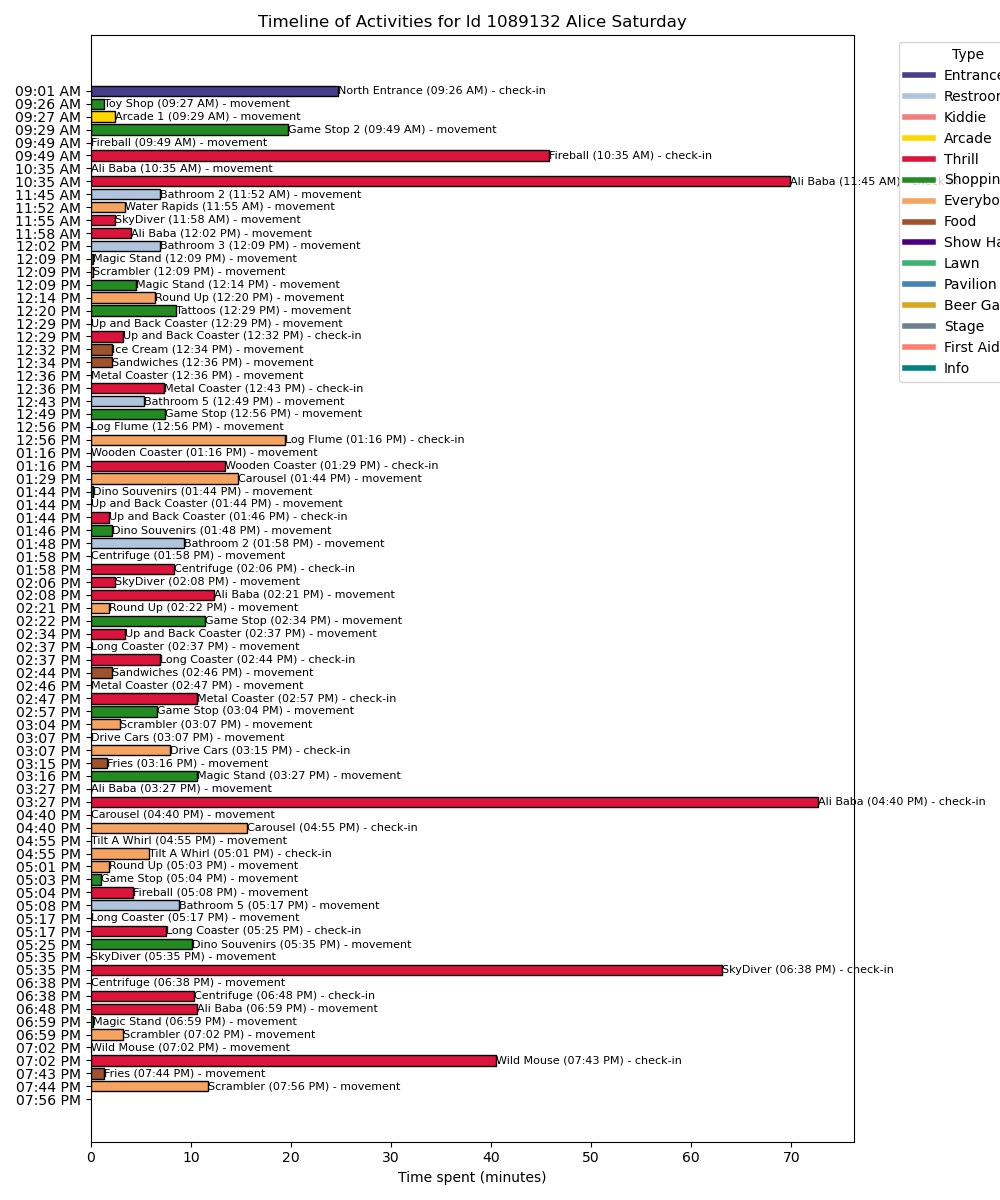 Timeline of Activities for Id 1089132 Alice Saturday
Type
Entrance
Restroom
Kiddie
Arcade
Thrill
Shoppin
Everybo
Food
Show Ha
Lawn
Pavilion
Beer Ga
Stage
First Aid
Info
09:01 AM North Entrance (09:26 AM) - check-in
09:26 AM Toy Shop (09:27 AM) - movement
09:27 AM Arcade 1 (09:29 AM) - movement
09:29 AM Game Stop 2 (09:49 AM) - movement
09:49 AM Fireball (09:49 AM) - movement
09:49 AM Fireball (10:35 AM) - check-in
10:35 AM Ali Baba (10:35 AM) - movement
10:35 AM Ali Baba (11:45 AM) - check-in
11:45 AM Bathroom 2 (11:52 AM) - movement
11:52 AM Water Rapids (11:55 AM) - movement
11:55 AM SkyDiver (11:58 AM) - movement
11:58 AM Ali Baba (12:02 PM) - movement
12:02 PM Bathroom 3 (12:09 PM) - movement
12:09 PM Magic Stand (12:09 PM) - movement
12:09 PM Scrambler (12:09 PM) - movement
12:09 PM Magic Stand (12:14 PM) - movement
12:14 PM Round Up (12:20 PM) - movement
12:20 PM Tattoos (12:29 PM) - movement
12:29 PM Up and Back Coaster (12:29 PM) - movement
12:29 PM Up and Back Coaster (12:32 PM) - check-in
12:32 PM Ice Cream (12:34 PM) - movement
12:34 PM Sandwiches (12:36 PM) - movement
12:36 PM Metal Coaster (12:36 PM) - movement
12:36 PM Metal Coaster (12:43 PM) - check-in
12:43 PM Bathroom 5 (12:49 PM) - movement
12:49 PM Game Stop (12:56 PM) - movement
12:56 PM Log Flume (12:56 PM) - movement
12:56 PM Log Flume (01:16 PM) - check-in
01:16 PM Wooden Coaster (01:16 PM) - movement
01:16 PM Wooden Coaster (01:29 PM) - check-in
01:29 PM Carousel (01:44 PM) - movement
01:44 PM Dino Souvenirs (01:44 PM) - movement
01:44 PM Up and Back Coaster (01:44 PM) - movement
01:44 PM Up and Back Coaster (01:46 PM) - check-in
01:46 PM Dino Souvenirs (01:48 PM) - movement
01:48 PM Bathroom 2 (01:58 PM) - movement
01:58 PM Centrifuge (01:58 PM) - movement
01:58 PM Centrifuge (02:06 PM) - check-in
02:06 PM SkyDiver (02:08 PM) - movement
02:08 PM Ali Baba (02:21 PM) - movement
02:21 PM Round Up (02:22 PM) - movement
02:22 PM Game Stop (02:34 PM) - movement
02:34 PM Up and Back Coaster (02:37 PM) - movement
02:37 PM Long Coaster (02:37 PM) - movement
02:37 PM Long Coaster (02:44 PM) - check-in
02:44 PM Sandwiches (02:46 PM) - movement
02:46 PM Metal Coaster (02:47 PM) - movement
02:47 PM Metal Coaster (02:57 PM) - check-in
02:57 PM Game Stop (03:04 PM) - movement
03:04 PM Scrambler (03:07 PM) - movement
03:07 PM Drive Cars (03:07 PM) - movement
03:07 PM Drive Cars (03:15 PM) - check-in
03:15 PM Fries (03:16 PM) - movement
03:16 PM Magic Stand (03:27 PM) - movement
03:27 PM Ali Baba (03:27 PM) - movement
03:27 PM Ali Baba (04:40 PM) - check-in
04:40 PM Carousel (04:40 PM) - movement
04:40 PM Carousel (04:55 PM) - check-in
04:55 PM Tilt A Whirl (04:55 PM) - movement
04:55 PM Tilt A Whirl (05:01 PM) - check-in
05:01 PM Round Up (05:03 PM) - movement
05:03 PM Game Stop (05:04 PM) - movement
05:04 PM Fireball (05:08 PM) - movement
05:08 PM Bathroom 5 (05:17 PM) - movement
05:17 PM Long Coaster (05:17 PM) - movement
05:17 PM Long Coaster (05:25 PM) - check-in
05:25 PM Dino Souvenirs (05:35 PM) - movement
05:35 PM SkyDiver (05:35 PM) - movement
05:35 PM SkyDiver (06:38 PM) - check-in
06:38 PM Centrifuge (06:38 PM) - movement
06:38 PM Centrifuge (06:48 PM) - check-in
06:48 PM Ali Baba (06:59 PM) - movement
06:59 PM Magic Stand (06:59 PM) - movement
06:59 PM Scrambler (07:02 PM) - movement
07:02 PM Wild Mouse (07:02 PM) - movement
07:02 PM Wild Mouse (07:43 PM) - check-in
07:43 PM Fries (07:44 PM) - movement
07:44 PM Scrambler (07:56 PM) - movement
07:56 PM
0 10 20 30 40 50 60 70
Time spent (minutes)